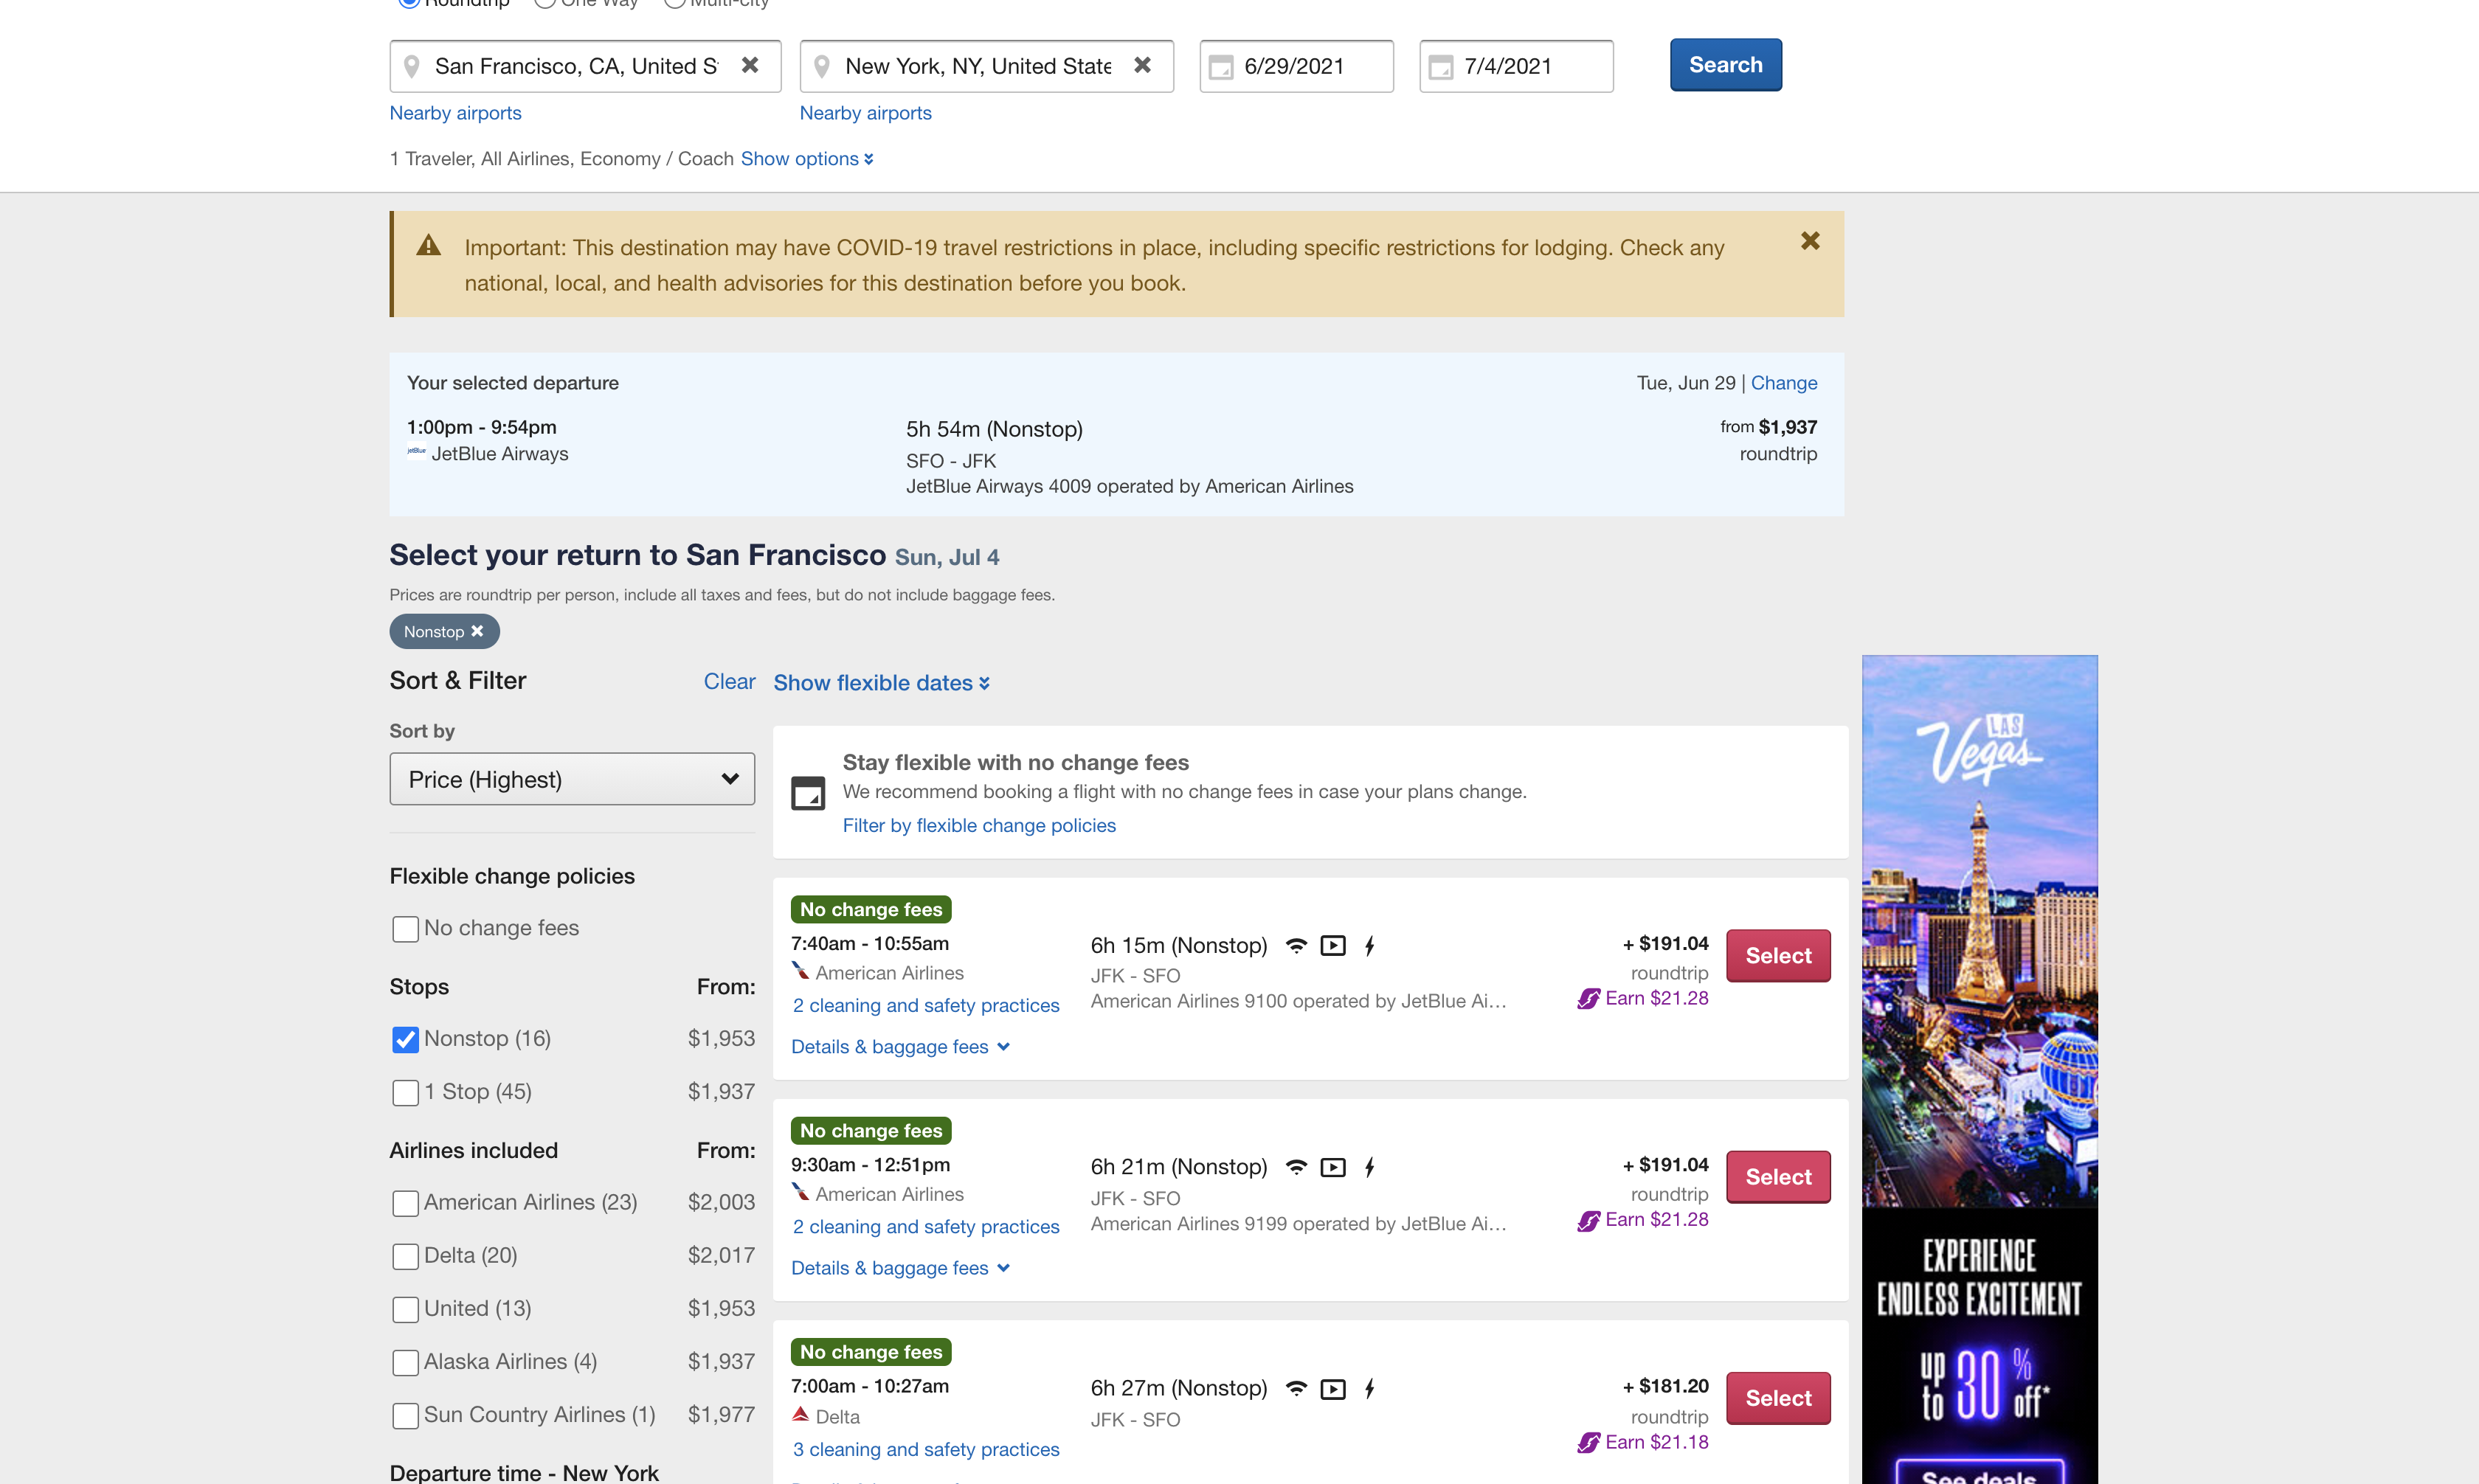 Roundtrip One Way Multi-city
San Francisco, CA, United S
New York, NY, United State
6/29/2021
7/4/2021
Search
Nearby airports
Nearby airports
1 Traveler, All Airlines, Economy / Coach Show options
Important: This destination may have COVID-19 travel restrictions in place, including specific restrictions for lodging. Check any
national, local, and health advisories for this destination before you book.
Your selected departure
Tue, Jun 29 | Change
1:00pm - 9:54pm
jetBlue JetBlue Airways
5h 54m (Nonstop)
SFO - JFK
JetBlue Airways 4009 operated by American Airlines
from $1,937
roundtrip
Select your return to San Francisco Sun, Jul 4
Prices are roundtrip per person, include all taxes and fees, but do not include baggage fees.
Nonstop
Sort & Filter
Clear
Sort by
Price (Highest)
Flexible change policies
No change fees
Stops From:
Nonstop (16) $1,953
1 Stop (45) $1,937
Airlines included From:
American Airlines (23) $2,003
Delta (20) $2,017
United (13) $1,953
Alaska Airlines (4) $1,937
Sun Country Airlines (1) $1,977
Departure time - New York
Show flexible dates
Stay flexible with no change fees
We recommend booking a flight with no change fees in case your plans change.
Filter by flexible change policies
No change fees
7:40am - 10:55am
American Airlines
2 cleaning and safety practices
Details & baggage fees
6h 15m (Nonstop)
JFK - SFO
American Airlines 9100 operated by JetBlue Ai...
+ $191.04
roundtrip
Earn $21.28
Select
No change fees
9:30am - 12:51pm
American Airlines
2 cleaning and safety practices
Details & baggage fees
6h 21m (Nonstop)
JFK - SFO
American Airlines 9199 operated by JetBlue Ai...
+ $191.04
roundtrip
Earn $21.28
Select
No change fees
7:00am - 10:27am
Delta
3 cleaning and safety practices
6h 27m (Nonstop)
JFK - SFO
+ $181.20
roundtrip
Earn $21.18
Select
LAS
Vegas
EXPERIENCE
ENDLESS EXCITEMENT
up to 30% off*
See deals